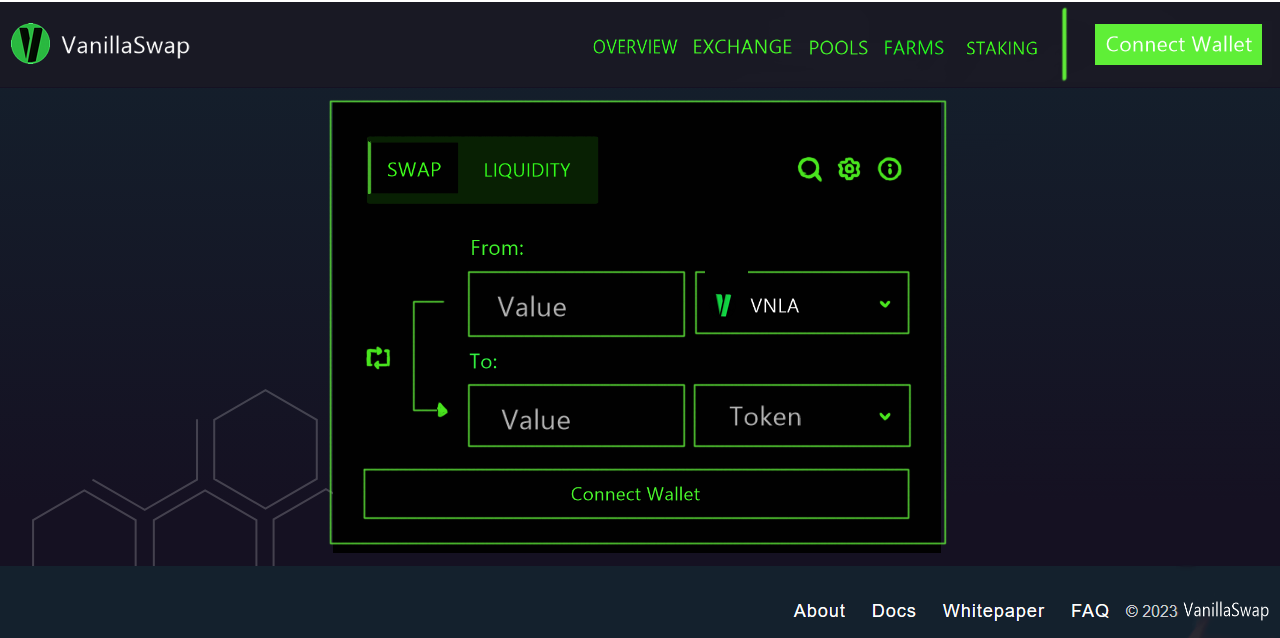 VanillaSwap
OVERVIEW EXCHANGE POOLS FARMS STAKING
Connect Wallet
SWAP LIQUIDITY
From:
Value VNLA
To:
Value Token
Connect Wallet
About Docs Whitepaper FAQ © 2023 VanillaSwap